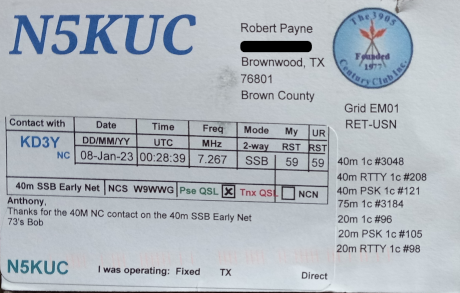 N5KUC
Robert Payne
Brownwood, TX
76801
Brown County
The 3905
Founded
1977
Century Club Inc.
Grid EM01
RET-USN
Contact with
Date
Time
Freq
Mode
My
UR
DD/MM/YY
UTC
MHz
2-way
RST
RST
KD3Y
NC
08-Jan-23
00:28:39
7.267
SSB
59
59
40m SSB Early Net
NCS W9WWG
Pse QSL
X
Tnx QSL
NCN
Anthony,
Thanks for the 40M NC contact on the 40m SSB Early Net
73's Bob
40m 1c #3048
40m RTTY 1c #208
40m PSK 1c #121
75m 1c #3184
20m 1c #96
20m PSK 1c #105
20m RTTY 1c #98
N5KUC
I was operating: Fixed TX
Direct